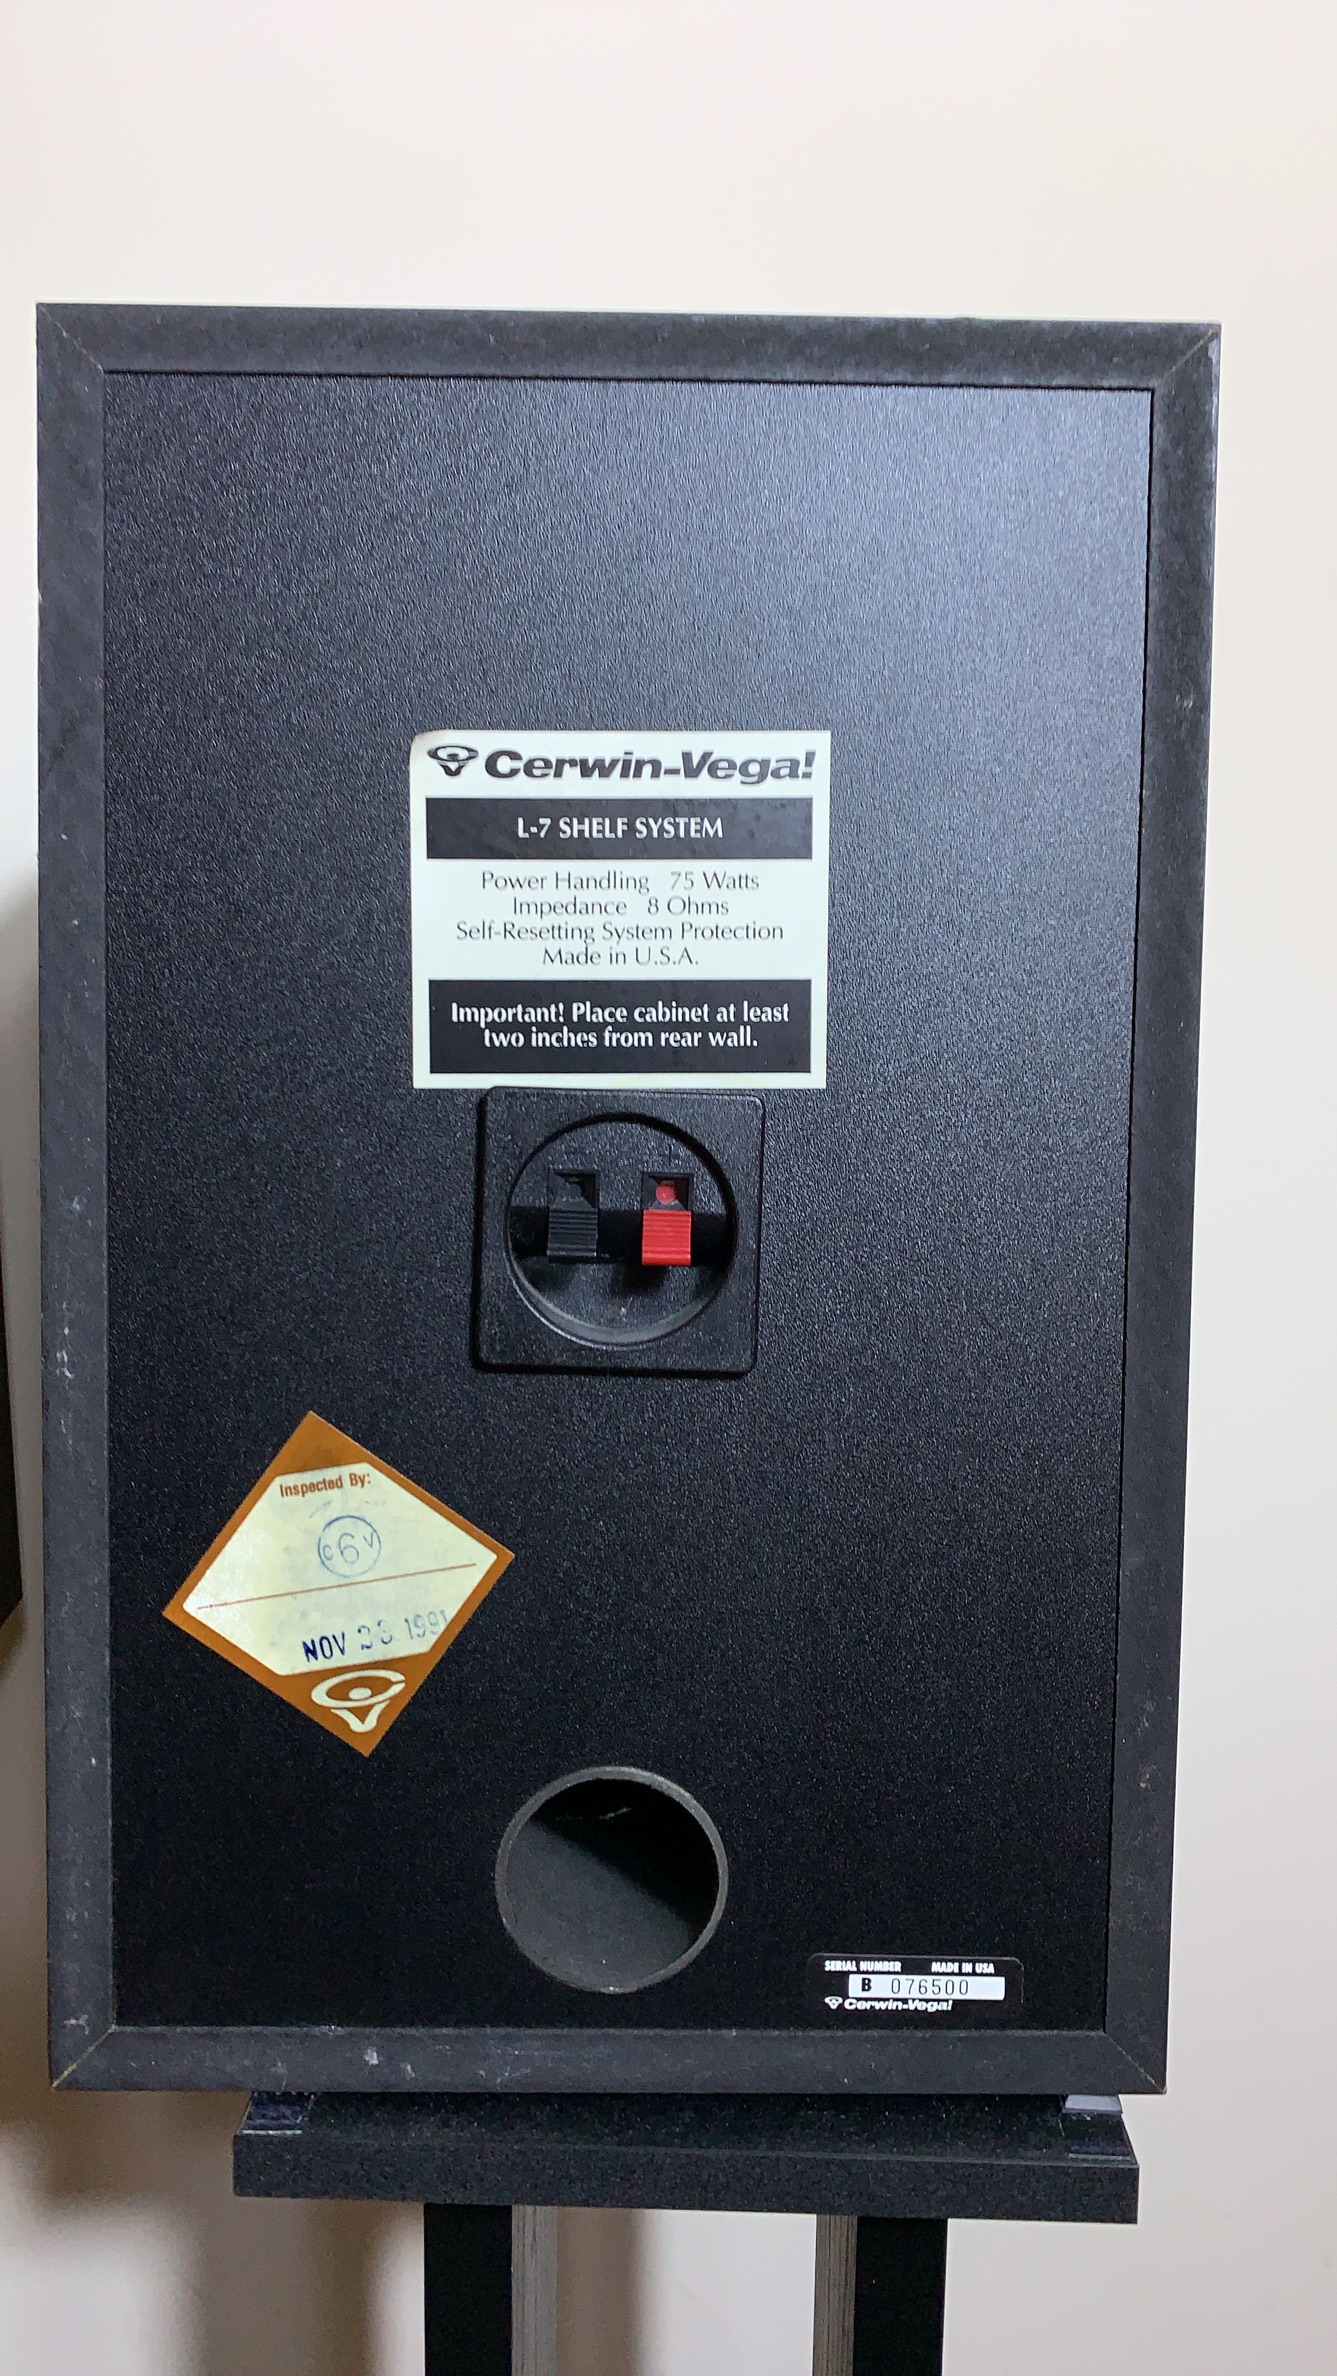 Cerwin-Vega!
L-7 SHELF SYSTEM
Power Handling 75 Watts
Impedance 8 Ohms
Self-Resetting System Protection
Made in U.S.A.
Important! Place cabinet at least
two inches from rear wall.
Inspected By:
C6V
NOV 23 1991
SERIAL NUMBER MADE IN USA
B 076500
Cerwin-Vega!